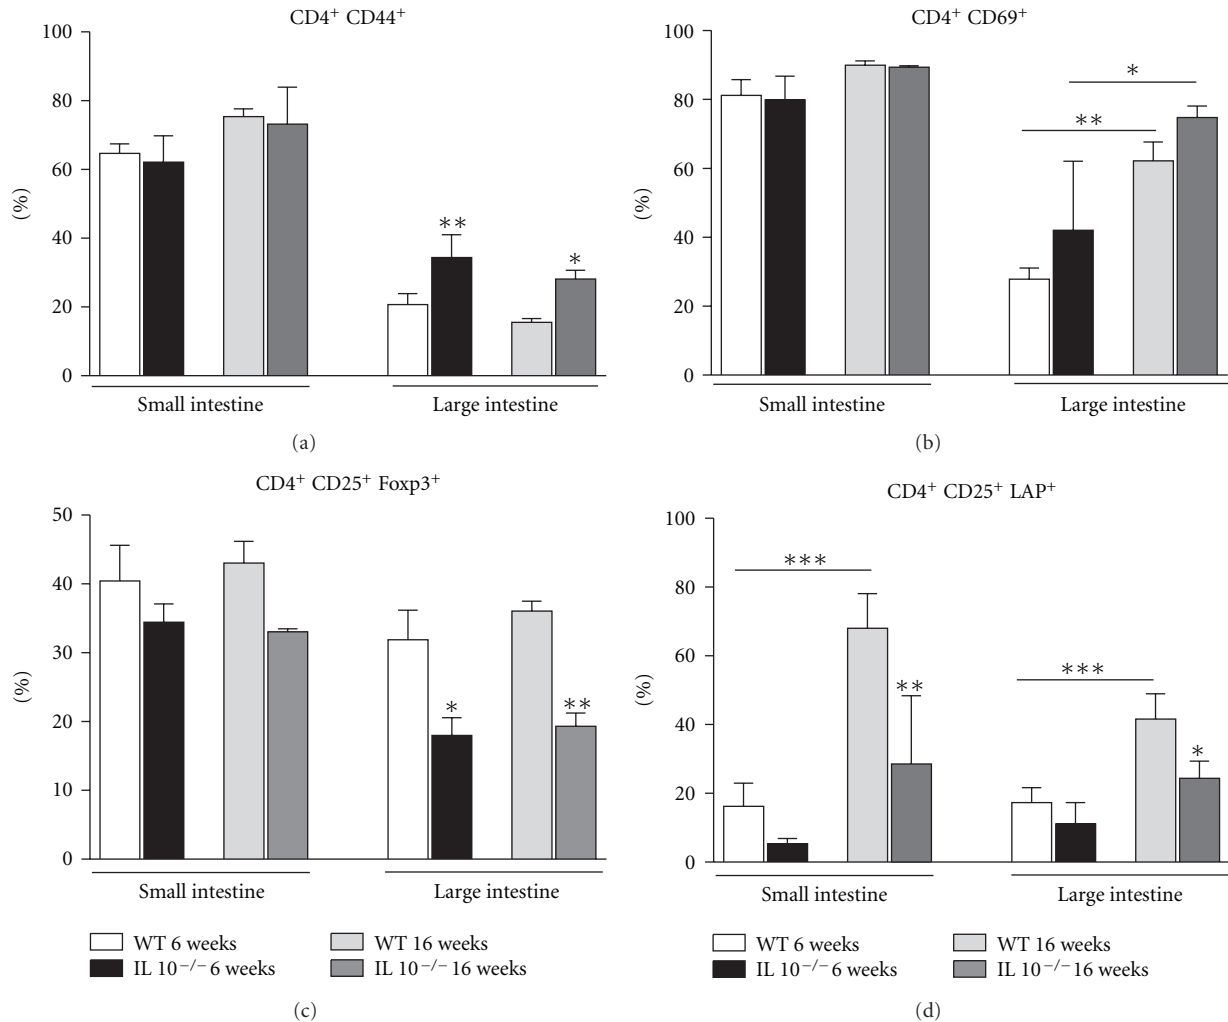 CD4⁺ CD44⁺
100
80
60
40
20
0
(%)
**
*
Small intestine
Large intestine
(a)
CD4⁺ CD69⁺
100
80
60
40
20
0
(%)
*
**
Small intestine
Large intestine
(b)
CD4⁺ CD25⁺ Foxp3⁺
50
40
30
20
10
0
(%)
*
**
Small intestine
Large intestine
WT 6 weeks
IL 10⁻/⁻ 6 weeks
WT 16 weeks
IL 10⁻/⁻ 16 weeks
(c)
CD4⁺ CD25⁺ LAP⁺
100
80
60
40
20
0
(%)
***
**
***
*
Small intestine
Large intestine
WT 6 weeks
IL 10⁻/⁻ 6 weeks
WT 16 weeks
IL 10⁻/⁻ 16 weeks
(d)